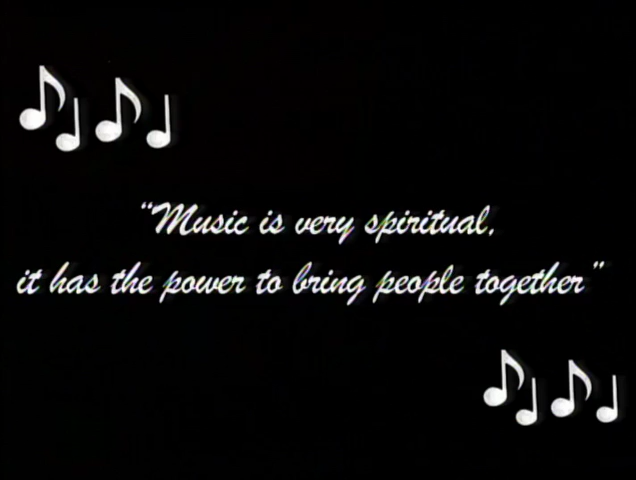 “Music is very spiritual,
it has the power to bring people together”